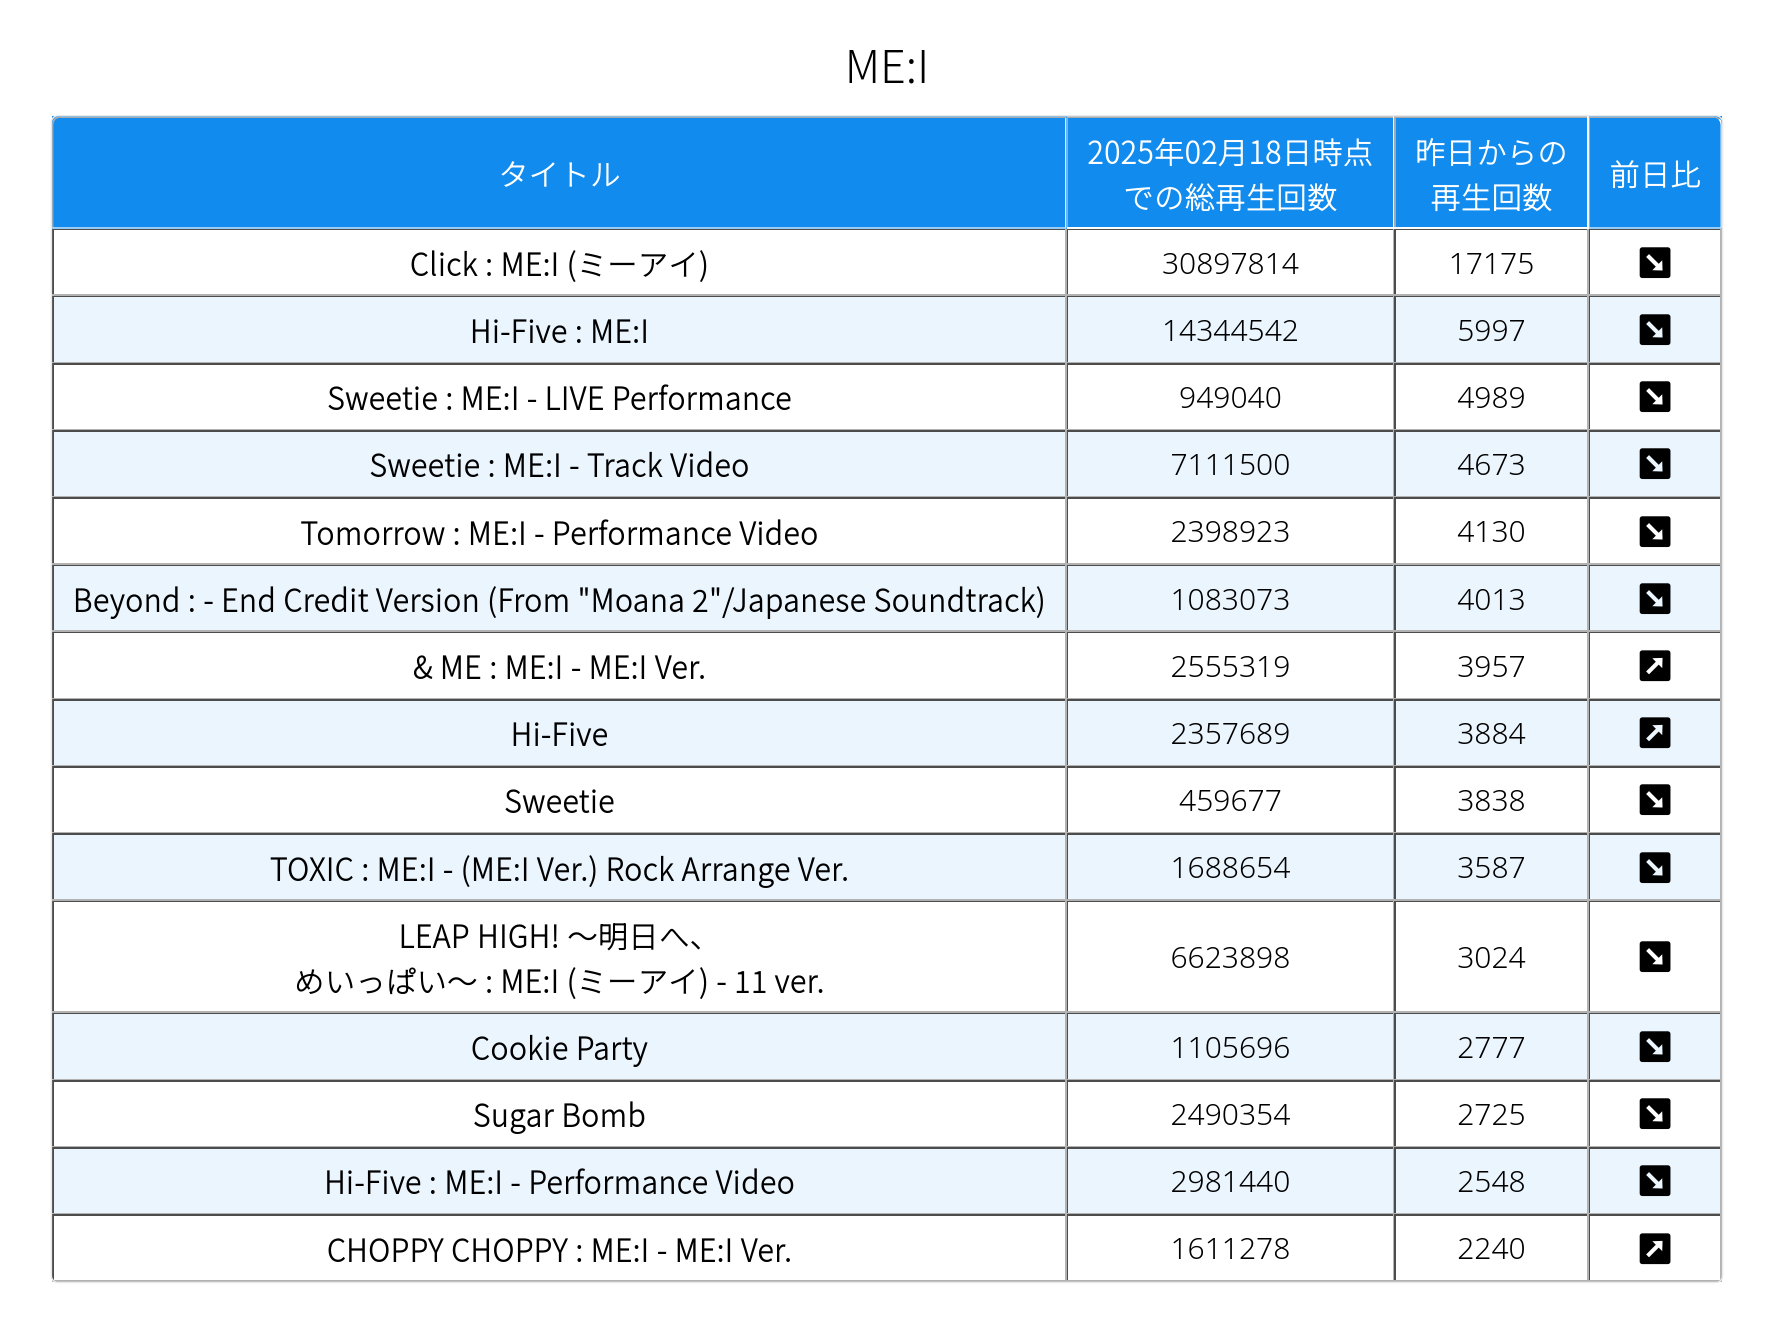 ME:I
タイトル
2025年02月18日時点
での総再生回数
昨日からの
再生回数
前日比
Click : ME:I (ミーアイ) 30897814 17175 ↘
Hi-Five : ME:I 14344542 5997 ↘
Sweetie : ME:I - LIVE Performance 949040 4989 ↘
Sweetie : ME:I - Track Video 7111500 4673 ↘
Tomorrow : ME:I - Performance Video 2398923 4130 ↘
Beyond : - End Credit Version (From "Moana 2"/Japanese Soundtrack) 1083073 4013 ↘
& ME : ME:I - ME:I Ver. 2555319 3957 ↗
Hi-Five 2357689 3884 ↗
Sweetie 459677 3838 ↘
TOXIC : ME:I - (ME:I Ver.) Rock Arrange Ver. 1688654 3587 ↘
LEAP HIGH! 〜明日へ、
めいっぱい〜 : ME:I (ミーアイ) - 11 ver. 6623898 3024 ↘
Cookie Party 1105696 2777 ↘
Sugar Bomb 2490354 2725 ↘
Hi-Five : ME:I - Performance Video 2981440 2548 ↘
CHOPPY CHOPPY : ME:I - ME:I Ver. 1611278 2240 ↗